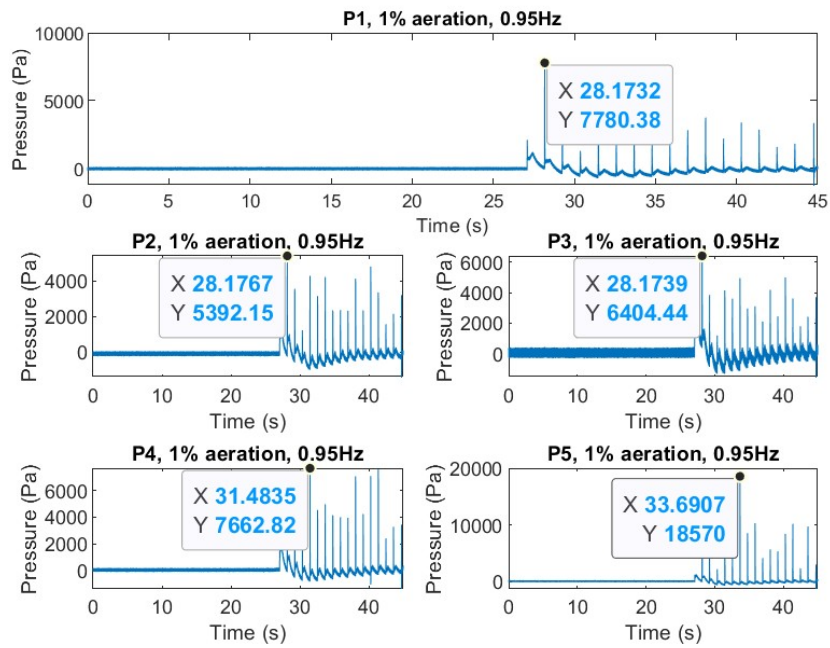 P1, 1% aeration, 0.95Hz
10000
5000
0
Pressure (Pa)
X 28.1732
Y 7780.38
0 5 10 15 20 25 30 35 40 45
Time (s)
P2, 1% aeration, 0.95Hz
4000
2000
0
Pressure (Pa)
X 28.1767
Y 5392.15
0 10 20 30 40
Time (s)
P3, 1% aeration, 0.95Hz
6000
4000
2000
0
Pressure (Pa)
X 28.1739
Y 6404.44
0 10 20 30 40
Time (s)
P4, 1% aeration, 0.95Hz
6000
4000
2000
0
Pressure (Pa)
X 31.4835
Y 7662.82
0 10 20 30 40
Time (s)
P5, 1% aeration, 0.95Hz
20000
10000
0
Pressure (Pa)
X 33.6907
Y 18570
0 10 20 30 40
Time (s)